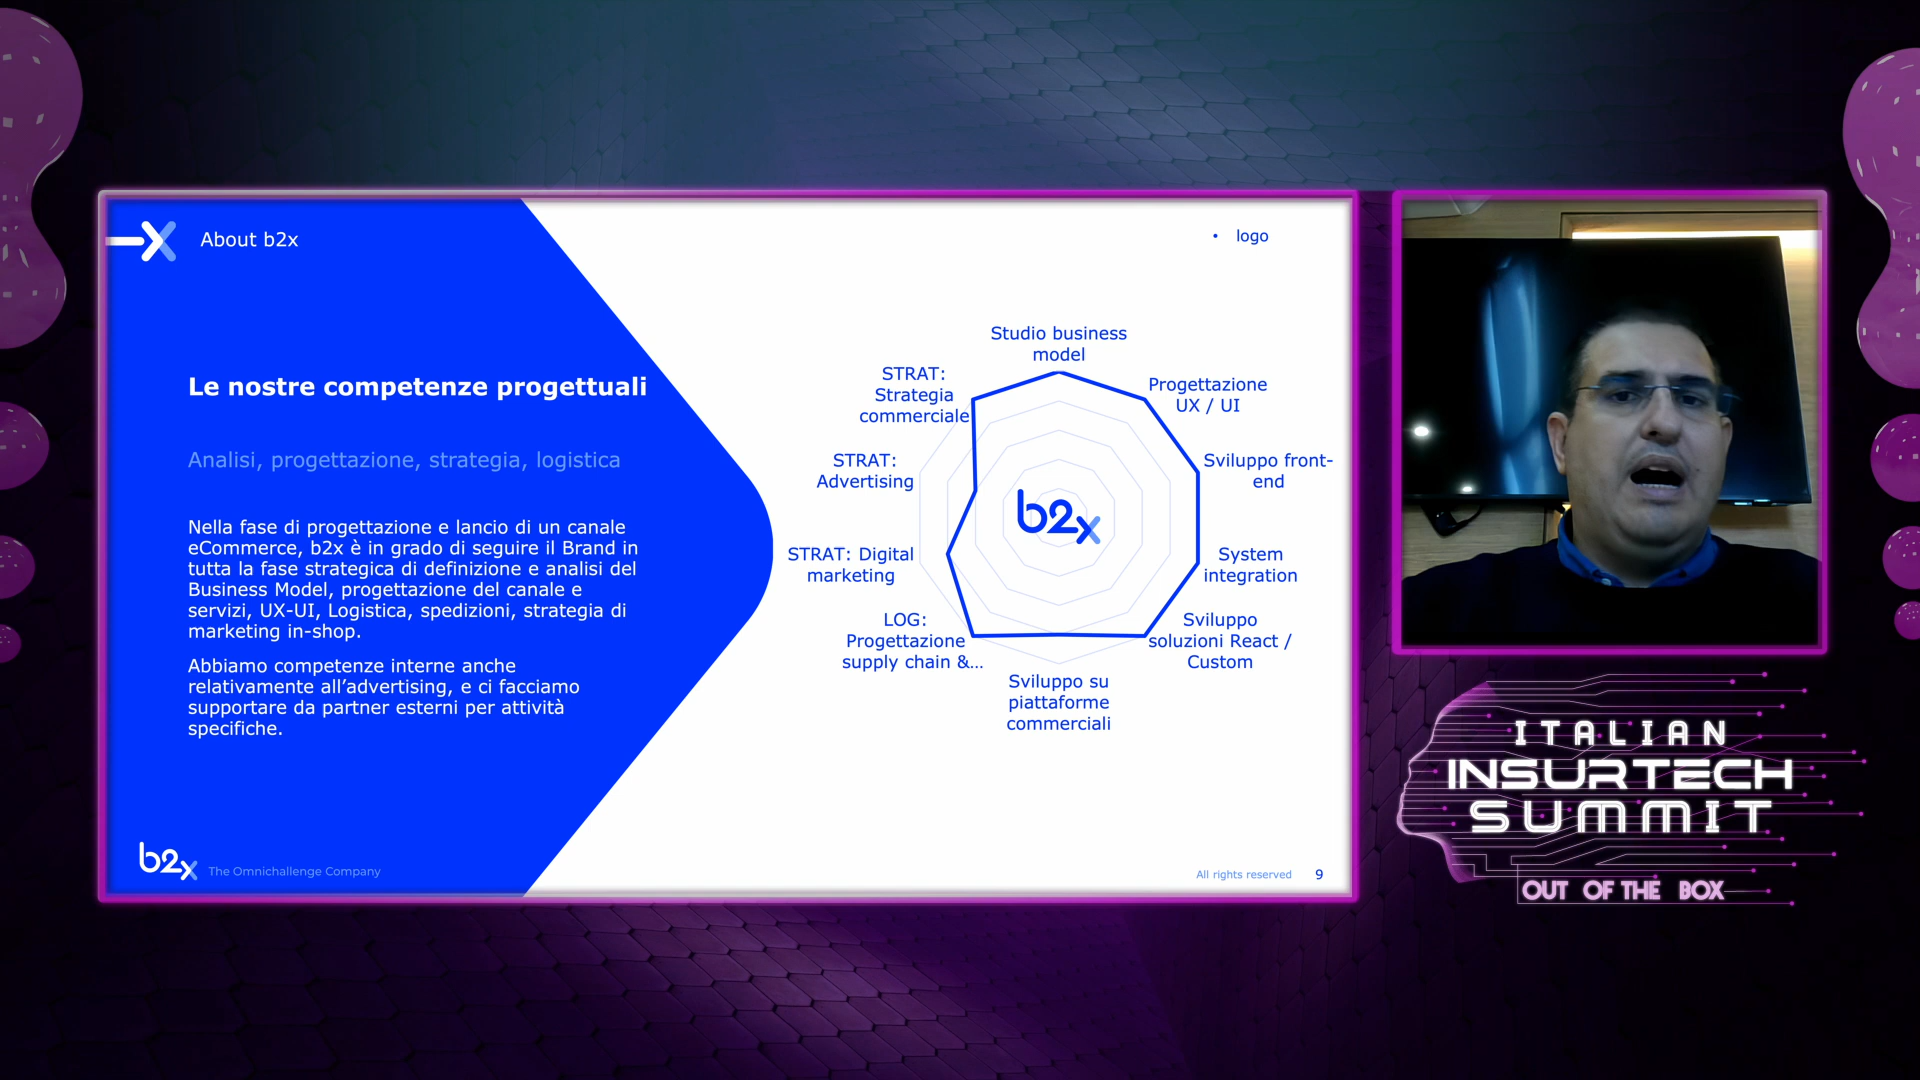 About b2x
Le nostre competenze progettuali
Analisi, progettazione, strategia, logistica
Nella fase di progettazione e lancio di un canale
eCommerce, b2x è in grado di seguire il Brand in
tutta la fase strategica di definizione e analisi del
Business Model, progettazione del canale e
servizi, UX-UI, Logistica, spedizioni, strategia di
marketing in-shop.
Abbiamo competenze interne anche
relativamente all’advertising, e ci facciamo
supportare da partner esterni per attività
specifiche.
b2x
The Omnichallenge Company
• logo
Studio business
model
Progettazione
UX / UI
Sviluppo front-
end
System
integration
Sviluppo
soluzioni React /
Custom
Sviluppo su
piattaforme
commerciali
LOG:
Progettazione
supply chain &...
STRAT: Digital
marketing
STRAT:
Advertising
STRAT:
Strategia
commerciale
b2x
All rights reserved
9
ITALIAN
INSURTECH
SUMMIT
OUT OF THE BOX